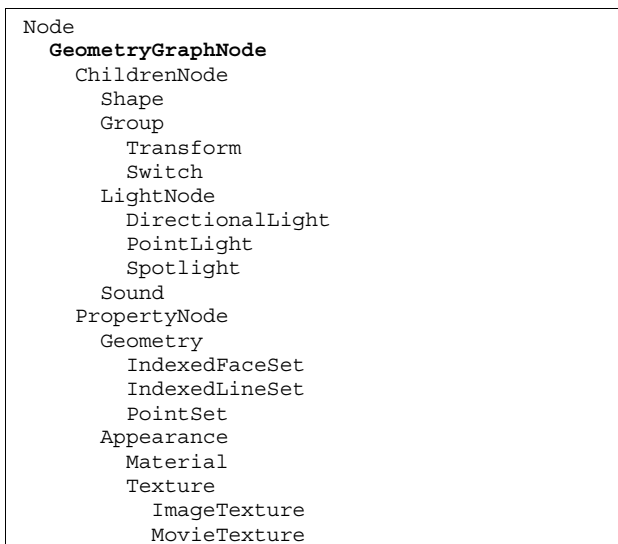 Node
GeometryGraphNode
ChildrenNode
Shape
Group
Transform
Switch
LightNode
DirectionalLight
PointLight
Spotlight
Sound
PropertyNode
Geometry
IndexedFaceSet
IndexedLineSet
PointSet
Appearance
Material
Texture
ImageTexture
MovieTexture